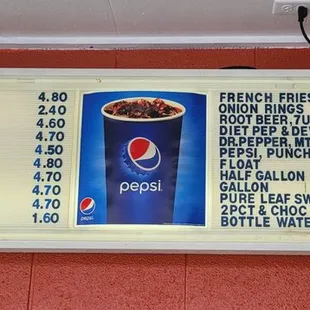 4.80
2.40
4.60
4.70
4.50
4.80
4.70
4.70
4.70
1.60
pepsi.
pepsi
FRENCH FRIES
ONION RINGS
ROOT BEER, 7U
DIET PEP & DE
DR.PEPPER, MT
PEPSI, PUNCH
FLOAT
HALF GALLON
GALLON
PURE LEAF SW
2PCT & CHOC
BOTTLE WATE